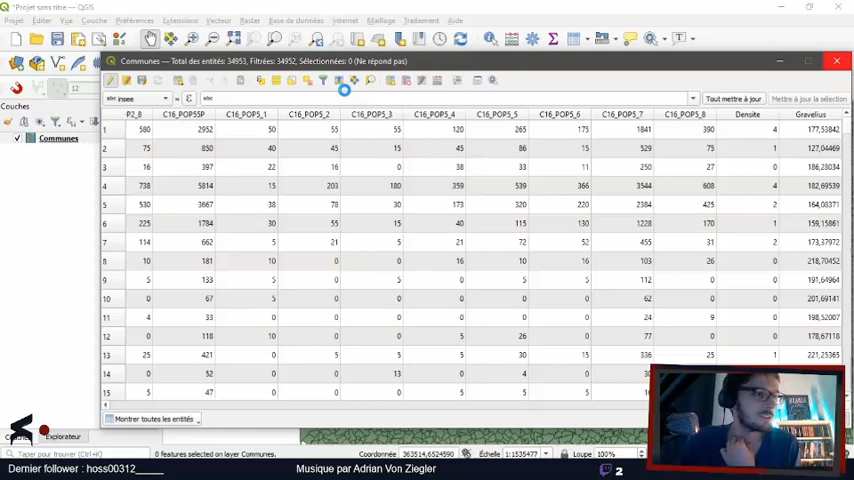 Projet sans titre — QGIS
Projet Éditer Vue Couche Préférences Extensions Vecteur Raster Base de données Internet Maillage Traitement Aide
12
Couches
Communes
Communes — Total des entités: 34953, Filtrées: 34952, Sélectionnées: 0 (Ne répond pas)
abc insee = ε abc Tout mettre à jour Mettre à jour la sélection
P2_8 C16_POP55P C16_POP5_1 C16_POP5_2 C16_POP5_3 C16_POP5_4 C16_POP5_5 C16_POP5_6 C16_POP5_7 C16_POP5_8 Densite Gravelius
1 580 2952 50 55 55 120 265 175 1841 390 4 177,53842
2 75 850 40 45 15 45 86 15 529 75 1 127,04469
3 16 397 22 16 0 38 33 11 250 27 0 186,28034
4 738 5814 15 203 180 359 539 366 3544 608 4 182,69539
5 530 3667 38 78 30 173 320 220 2384 425 2 164,08371
6 225 1784 30 55 15 40 115 130 1228 170 1 159,15861
7 114 662 5 21 5 21 72 52 455 31 2 173,37972
8 10 181 10 0 0 16 10 16 103 26 0 218,70452
9 5 133 5 0 5 5 5 0 112 0 0 191,64964
10 0 67 5 0 0 0 0 0 62 0 0 201,69141
11 4 33 0 0 0 0 0 0 24 9 0 198,52007
12 0 118 10 0 0 5 26 0 77 0 0 178,67118
13 25 421 0 5 5 5 30 15 336 25 1 221,25365
14 0 52 0 0 13 0 4 0
15 5 47 0 0 0 5 5 0
Montrer toutes les entités
Explorateur
Taper pour trouver (Ctrl+K) 0 features selected on layer Communes. Coordonnée 363514,6524590 Échelle 1:1535477 Loupe 100%
Dernier follower : hoss00312____ Musique par Adrian Von Ziegler 2